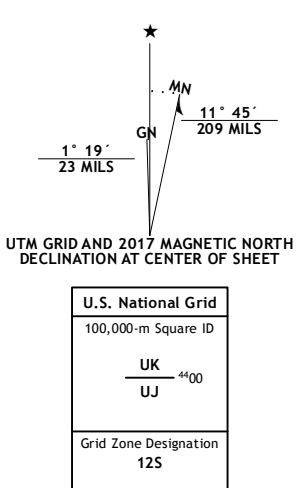 ★
MN
GN
11° 45´
209 MILS
1° 19´
23 MILS
UTM GRID AND 2017 MAGNETIC NORTH
DECLINATION AT CENTER OF SHEET
U.S. National Grid
100,000-m Square ID
UK
4400
UJ
Grid Zone Designation
12S